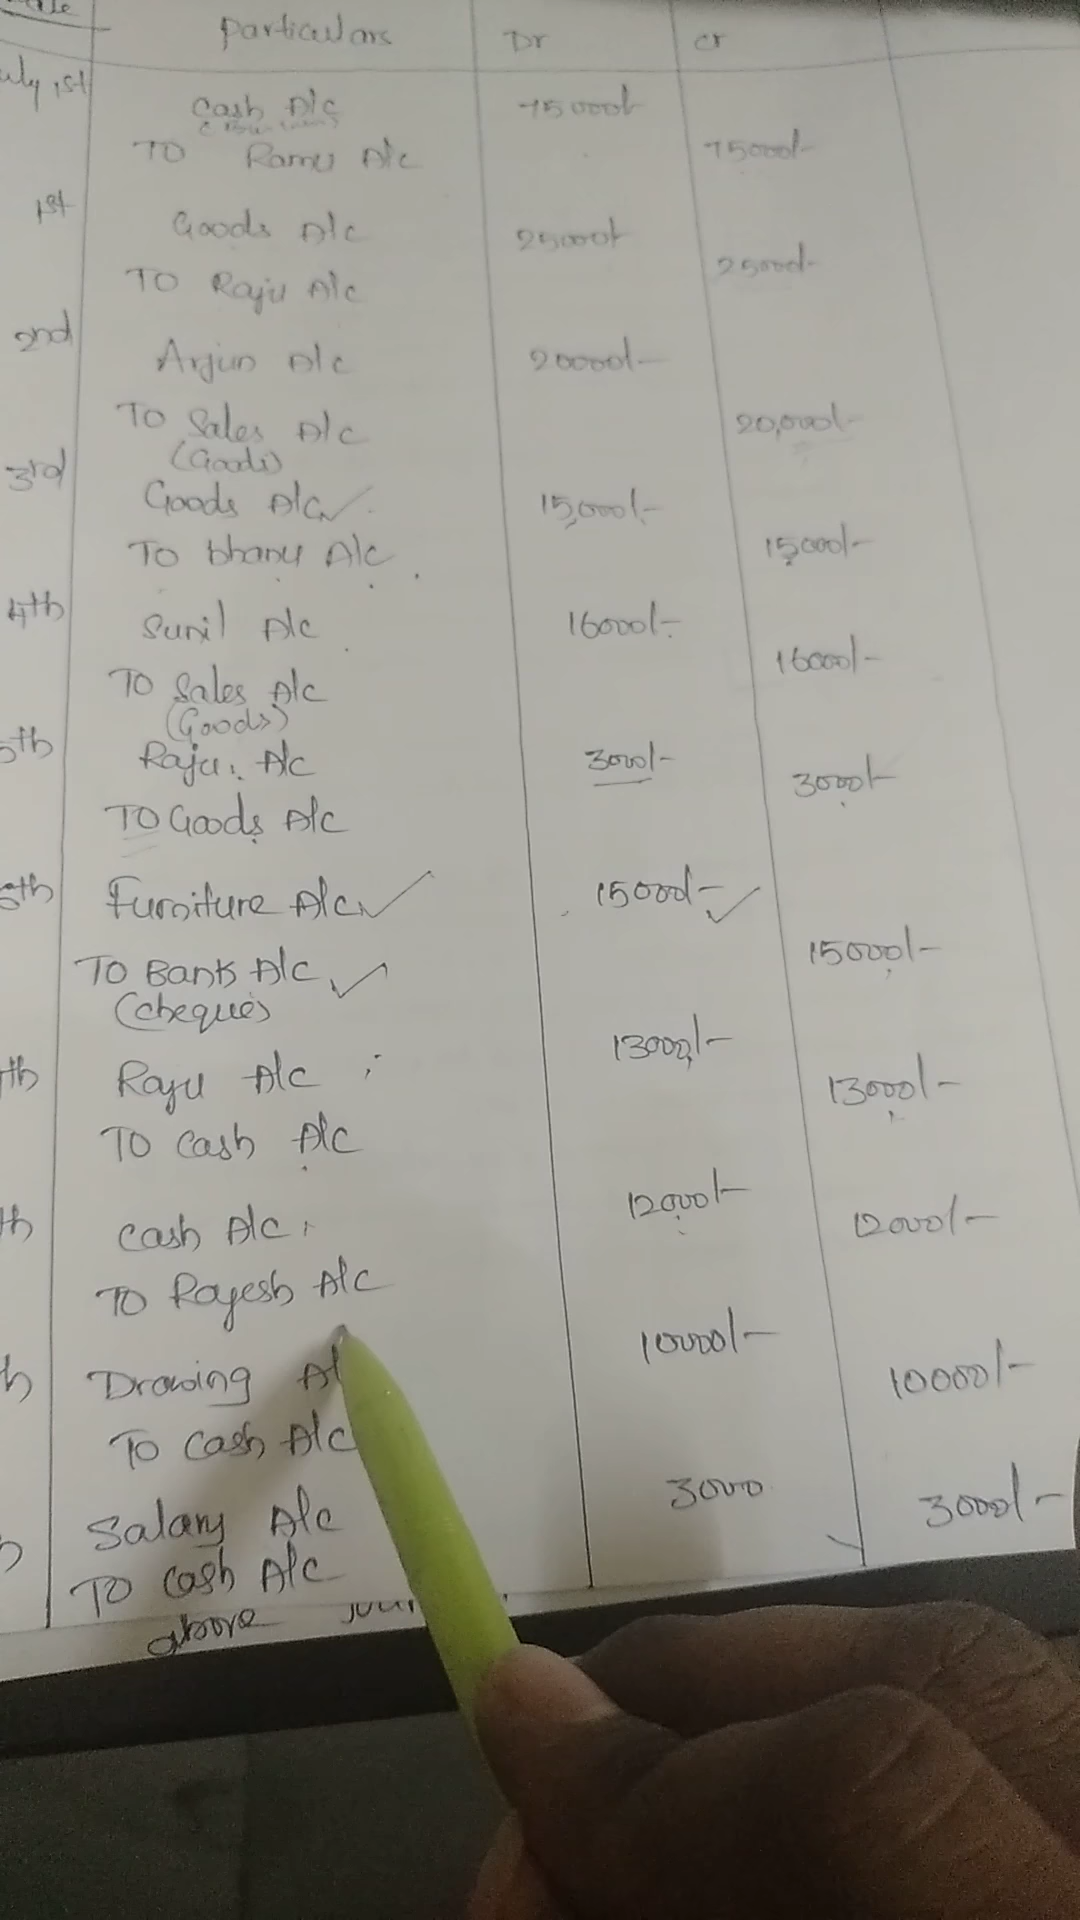 Particulars Dr Cr
July 1st
Cash A/c 75000/-
To Ramu A/c 75000/-
1st Goods A/c 25000/-
To Raju A/c 25000/-
2nd Arjun A/c 20000/-
To Sales A/c 20,000/-
(Goods)
3rd Goods A/c 15,000/-
To bhanu A/c 15000/-
4th Sunil A/c 16000/-
To Sales A/c 16000/-
(Goods)
5th Raju A/c 3000/-
To Goods A/c 3000/-
Furniture A/c 15000/-
To Bank A/c 15000/-
(cheques)
Raju A/c 13000/-
To Cash A/c 13000/-
Cash A/c 12000/-
To Rajesh A/c 12000/-
Drawing 10000/-
To Cash A/c 10000/-
Salary A/c 3000
To Cash A/c 3000/-
above